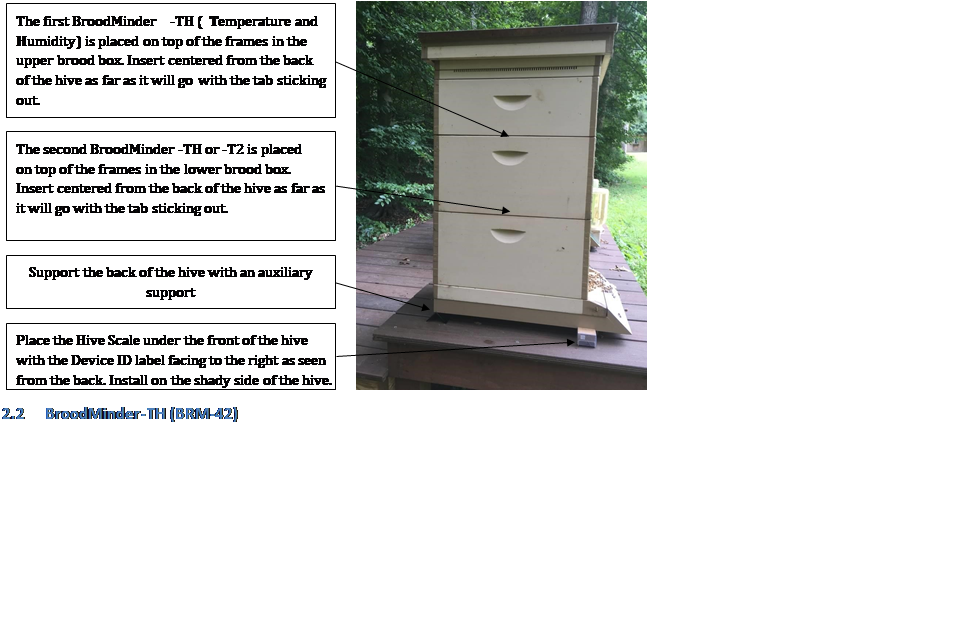 The first BroodMinder -TH ( Temperature and
Humidity) is placed on top of the frames in the
upper brood box. Insert centered from the back
of the hive as far as it will go with the tab sticking
out.
The second BroodMinder -TH or -T2 is placed
on top of the frames in the lower brood box.
Insert centered from the back of the hive as far as
it will go with the tab sticking out.
Support the back of the hive with an auxiliary
support
Place the Hive Scale under the front of the hive
with the Device ID label facing to the right as seen
from the back. Install on the shady side of the hive.
2.2 BroodMinder-TH (BRM-42)